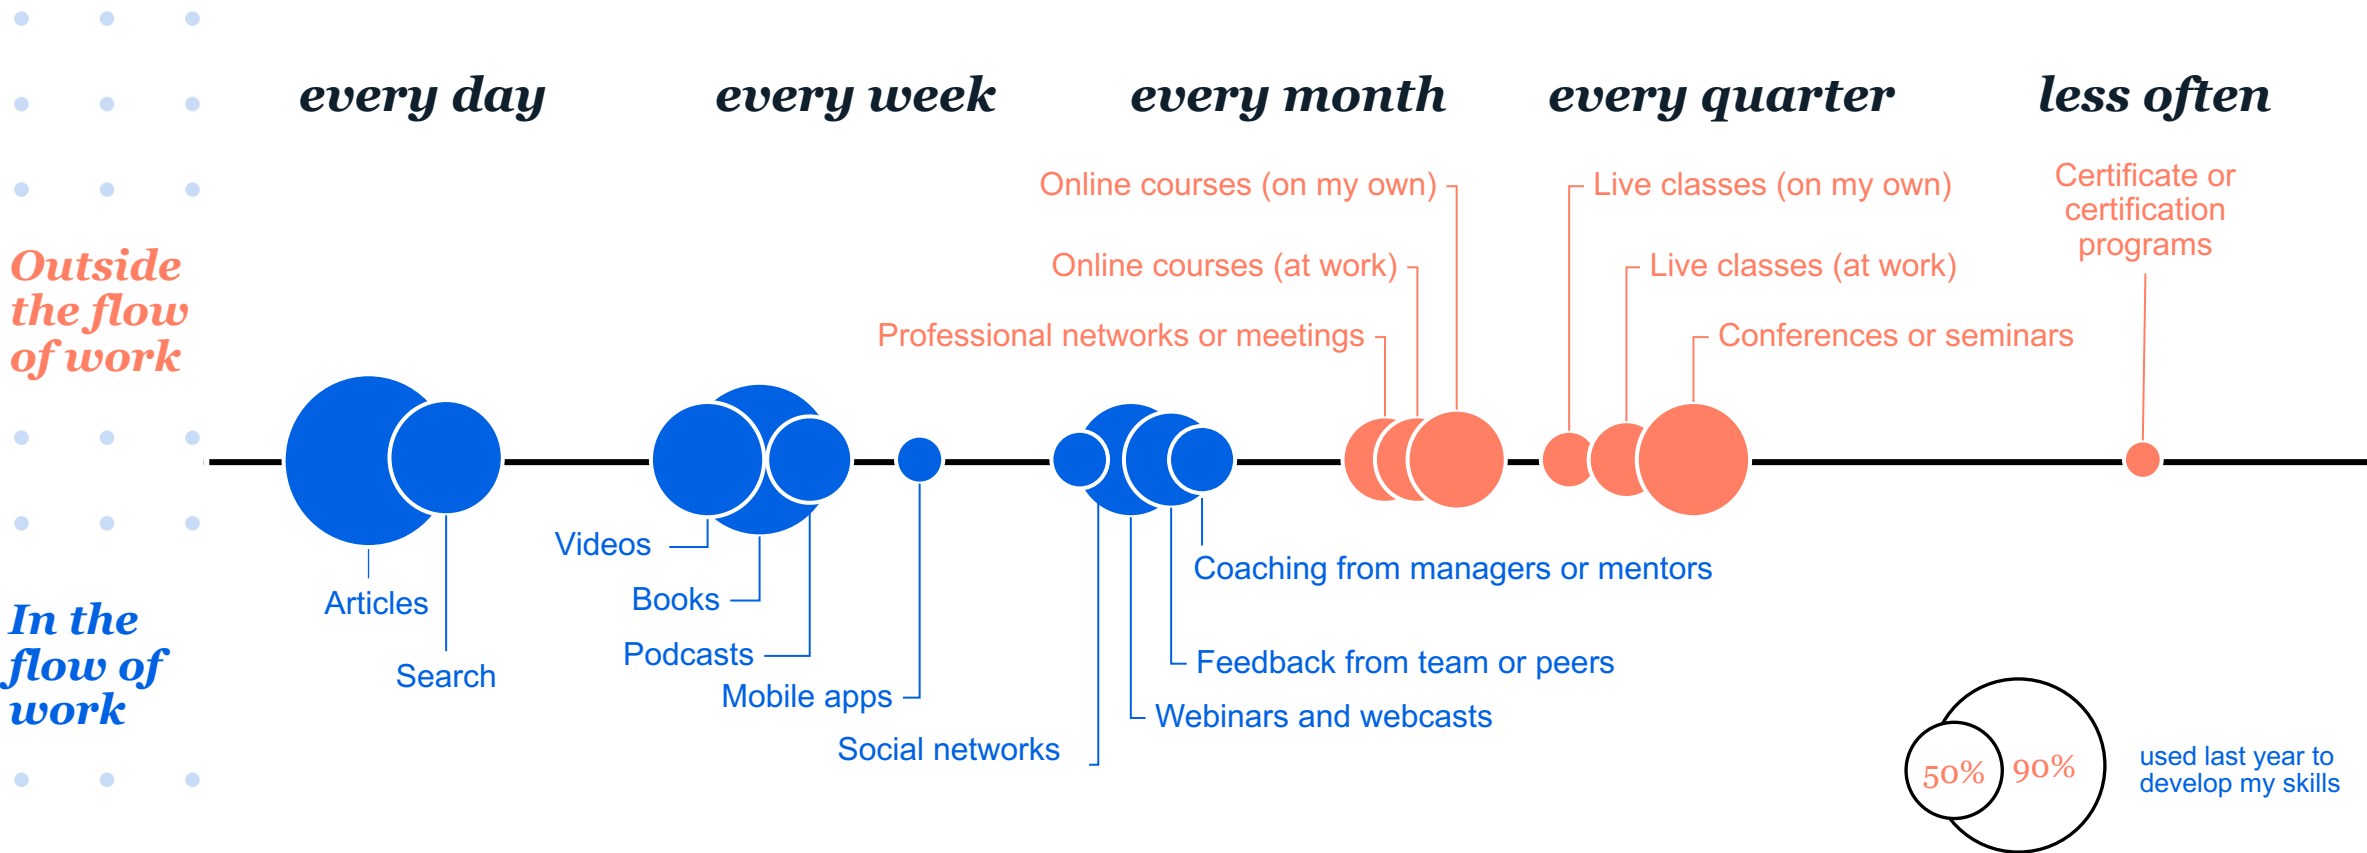 every day
every week
every month
every quarter
less often
Online courses (on my own)
Live classes (on my own)
Certificate or
certification
programs
Outside
the flow
of work
Online courses (at work)
Live classes (at work)
Professional networks or meetings
Conferences or seminars
Videos
Books
Articles
Podcasts
Search
Mobile apps
Social networks
Coaching from managers or mentors
Feedback from team or peers
Webinars and webcasts
In the
flow of
work
50%
90%
used last year to
develop my skills